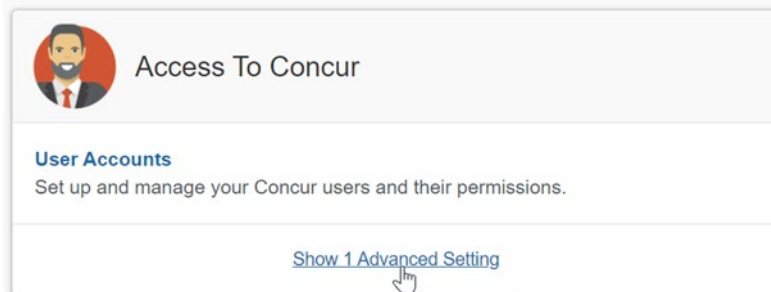 Access To Concur
User Accounts
Set up and manage your Concur users and their permissions.
Show 1 Advanced Setting